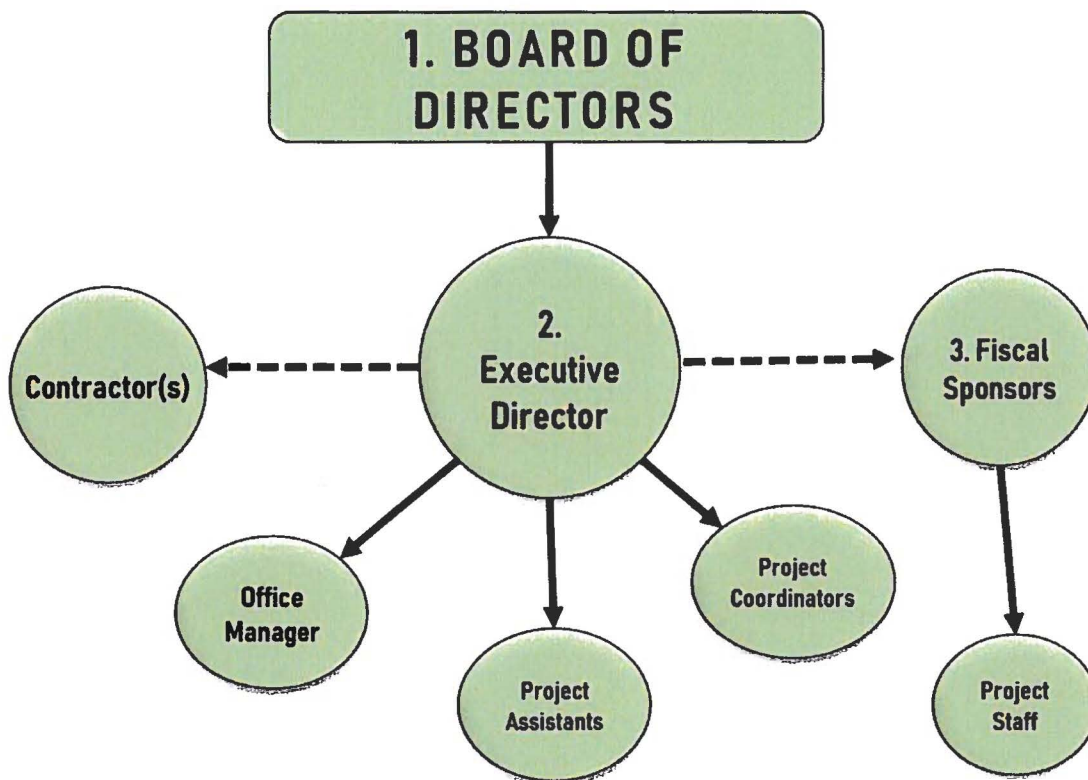 1. BOARD OF
DIRECTORS
2.
Executive
Director
Contractor(s)
3. Fiscal
Sponsors
Office
Manager
Project
Assistants
Project
Coordinators
Project
Staff